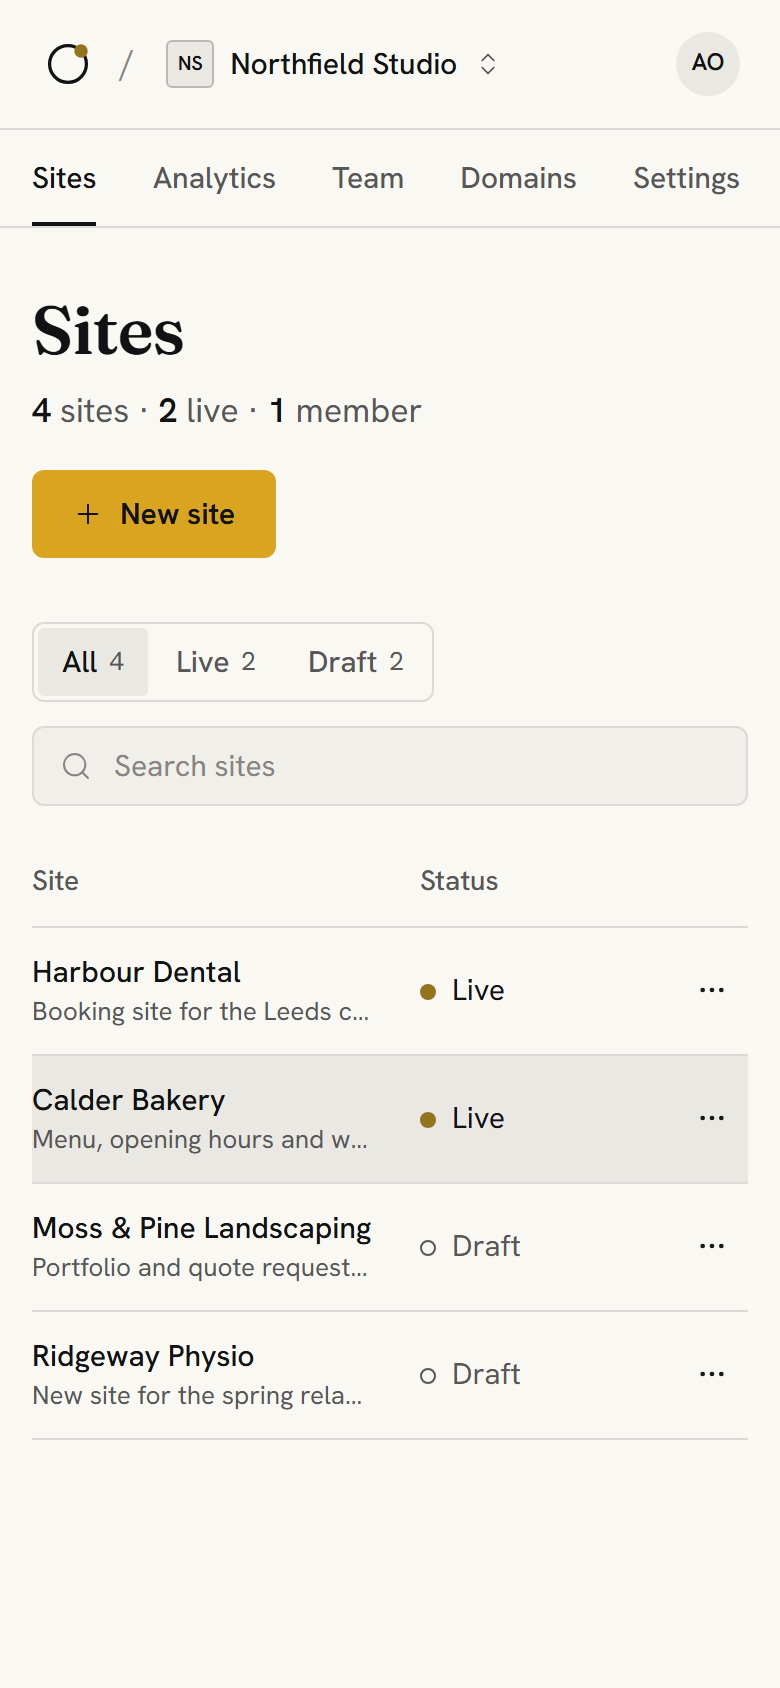 / NS Northfield Studio AO
Sites Analytics Team Domains Settings
Sites
4 sites · 2 live · 1 member
+ New site
All 4 Live 2 Draft 2
Search sites
Site Status
Harbour Dental
Booking site for the Leeds c...
Live
Calder Bakery
Menu, opening hours and w...
Live
Moss & Pine Landscaping
Portfolio and quote request...
Draft
Ridgeway Physio
New site for the spring rela...
Draft